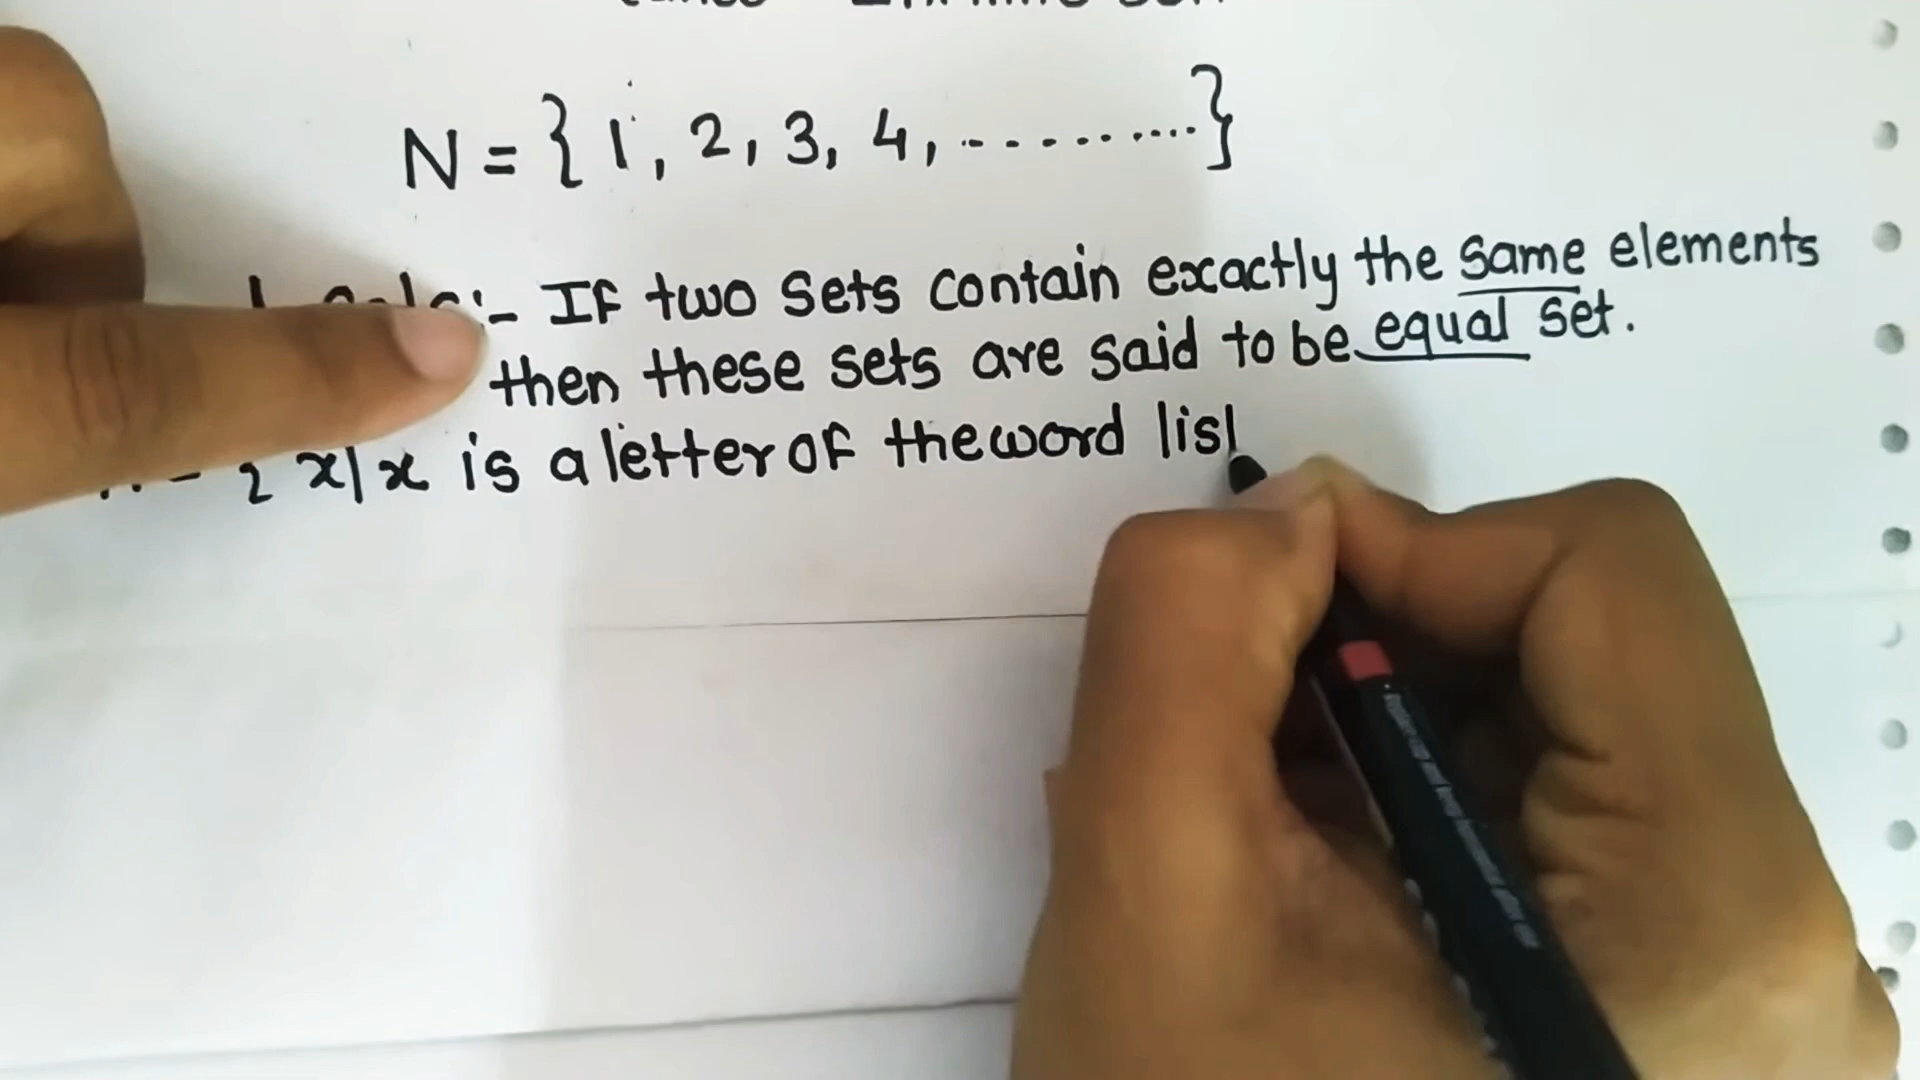 N = { 1, 2, 3, 4, .......... }
:- If two sets contain exactly the same elements
then these sets are said to be equal set.
x | x is a letter of the word lis